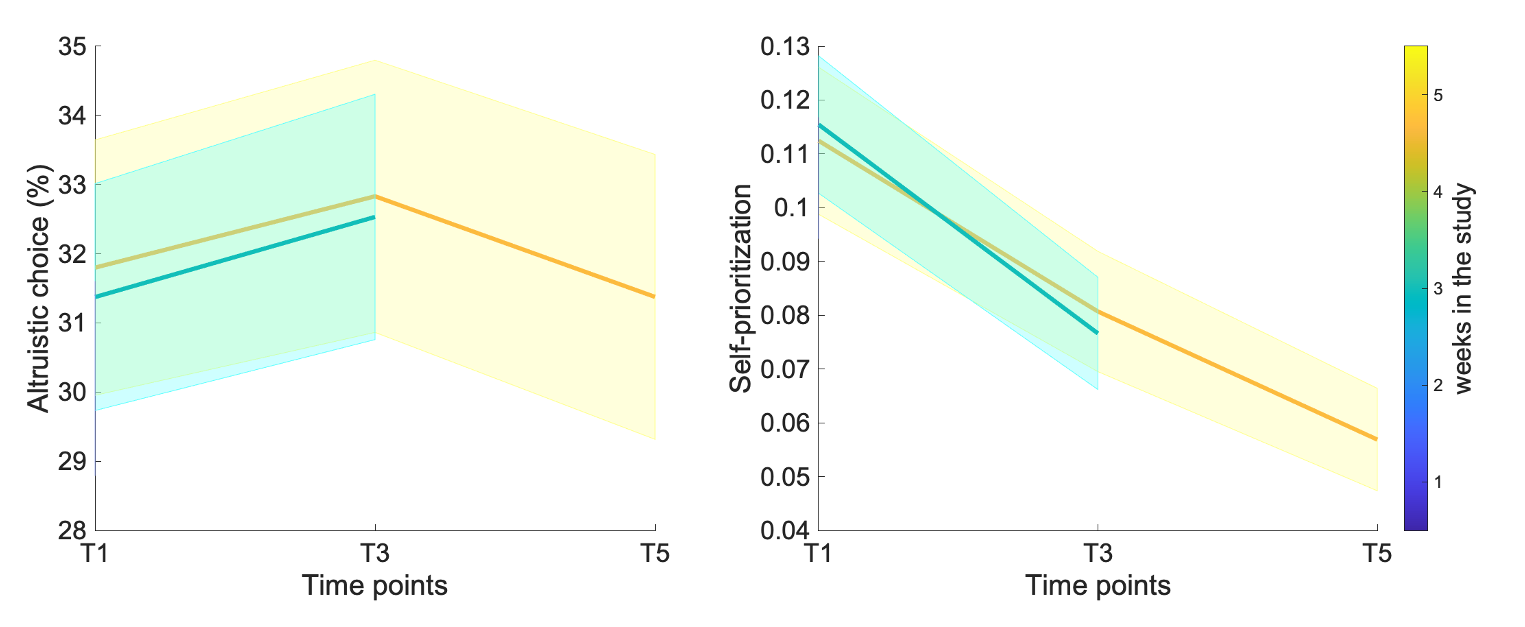 35
34
33
32
31
30
29
28
Altruistic choice (%)
T1
T3
T5
Time points
0.13
0.12
0.11
0.1
0.09
0.08
0.07
0.06
0.05
0.04
Self-prioritization
T1
T3
T5
Time points
5
4
3
2
1
weeks in the study